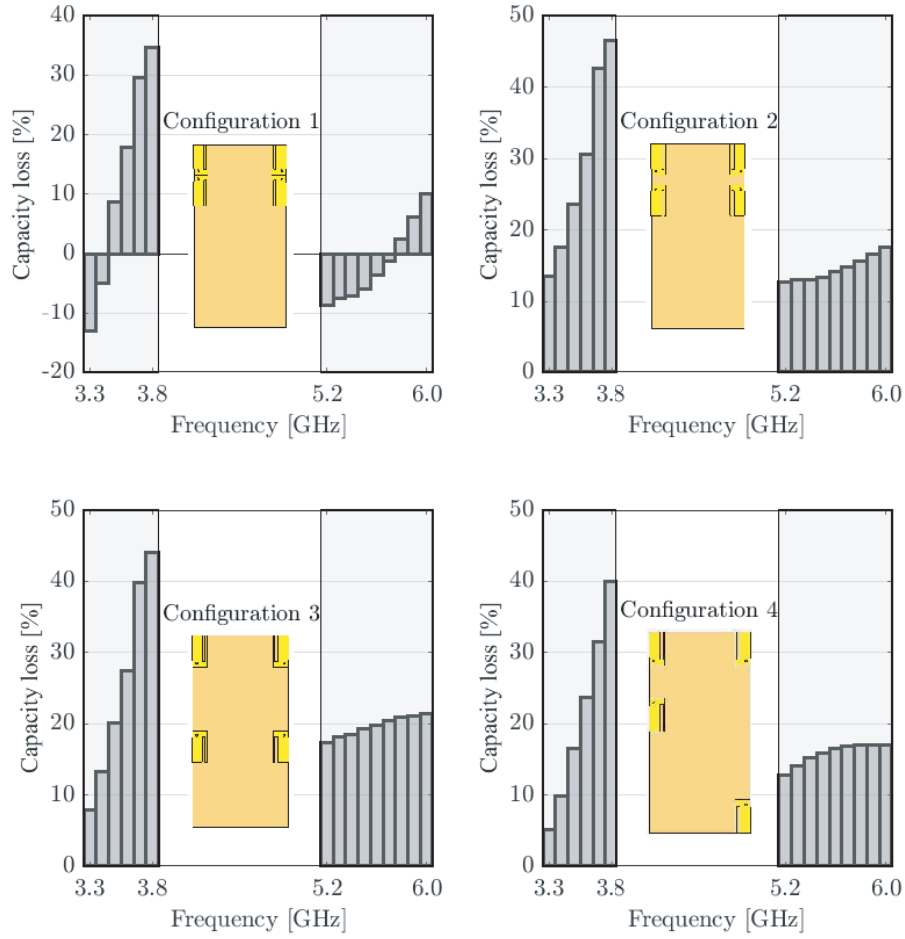 40
30
20
10
0
-10
-20
Capacity loss [%]
Configuration 1
3.3 3.8 5.2 6.0
Frequency [GHz]
50
40
30
20
10
0
Capacity loss [%]
Configuration 2
3.3 3.8 5.2 6.0
Frequency [GHz]
50
40
30
20
10
0
Capacity loss [%]
Configuration 3
3.3 3.8 5.2 6.0
Frequency [GHz]
50
40
30
20
10
0
Capacity loss [%]
Configuration 4
3.3 3.8 5.2 6.0
Frequency [GHz]